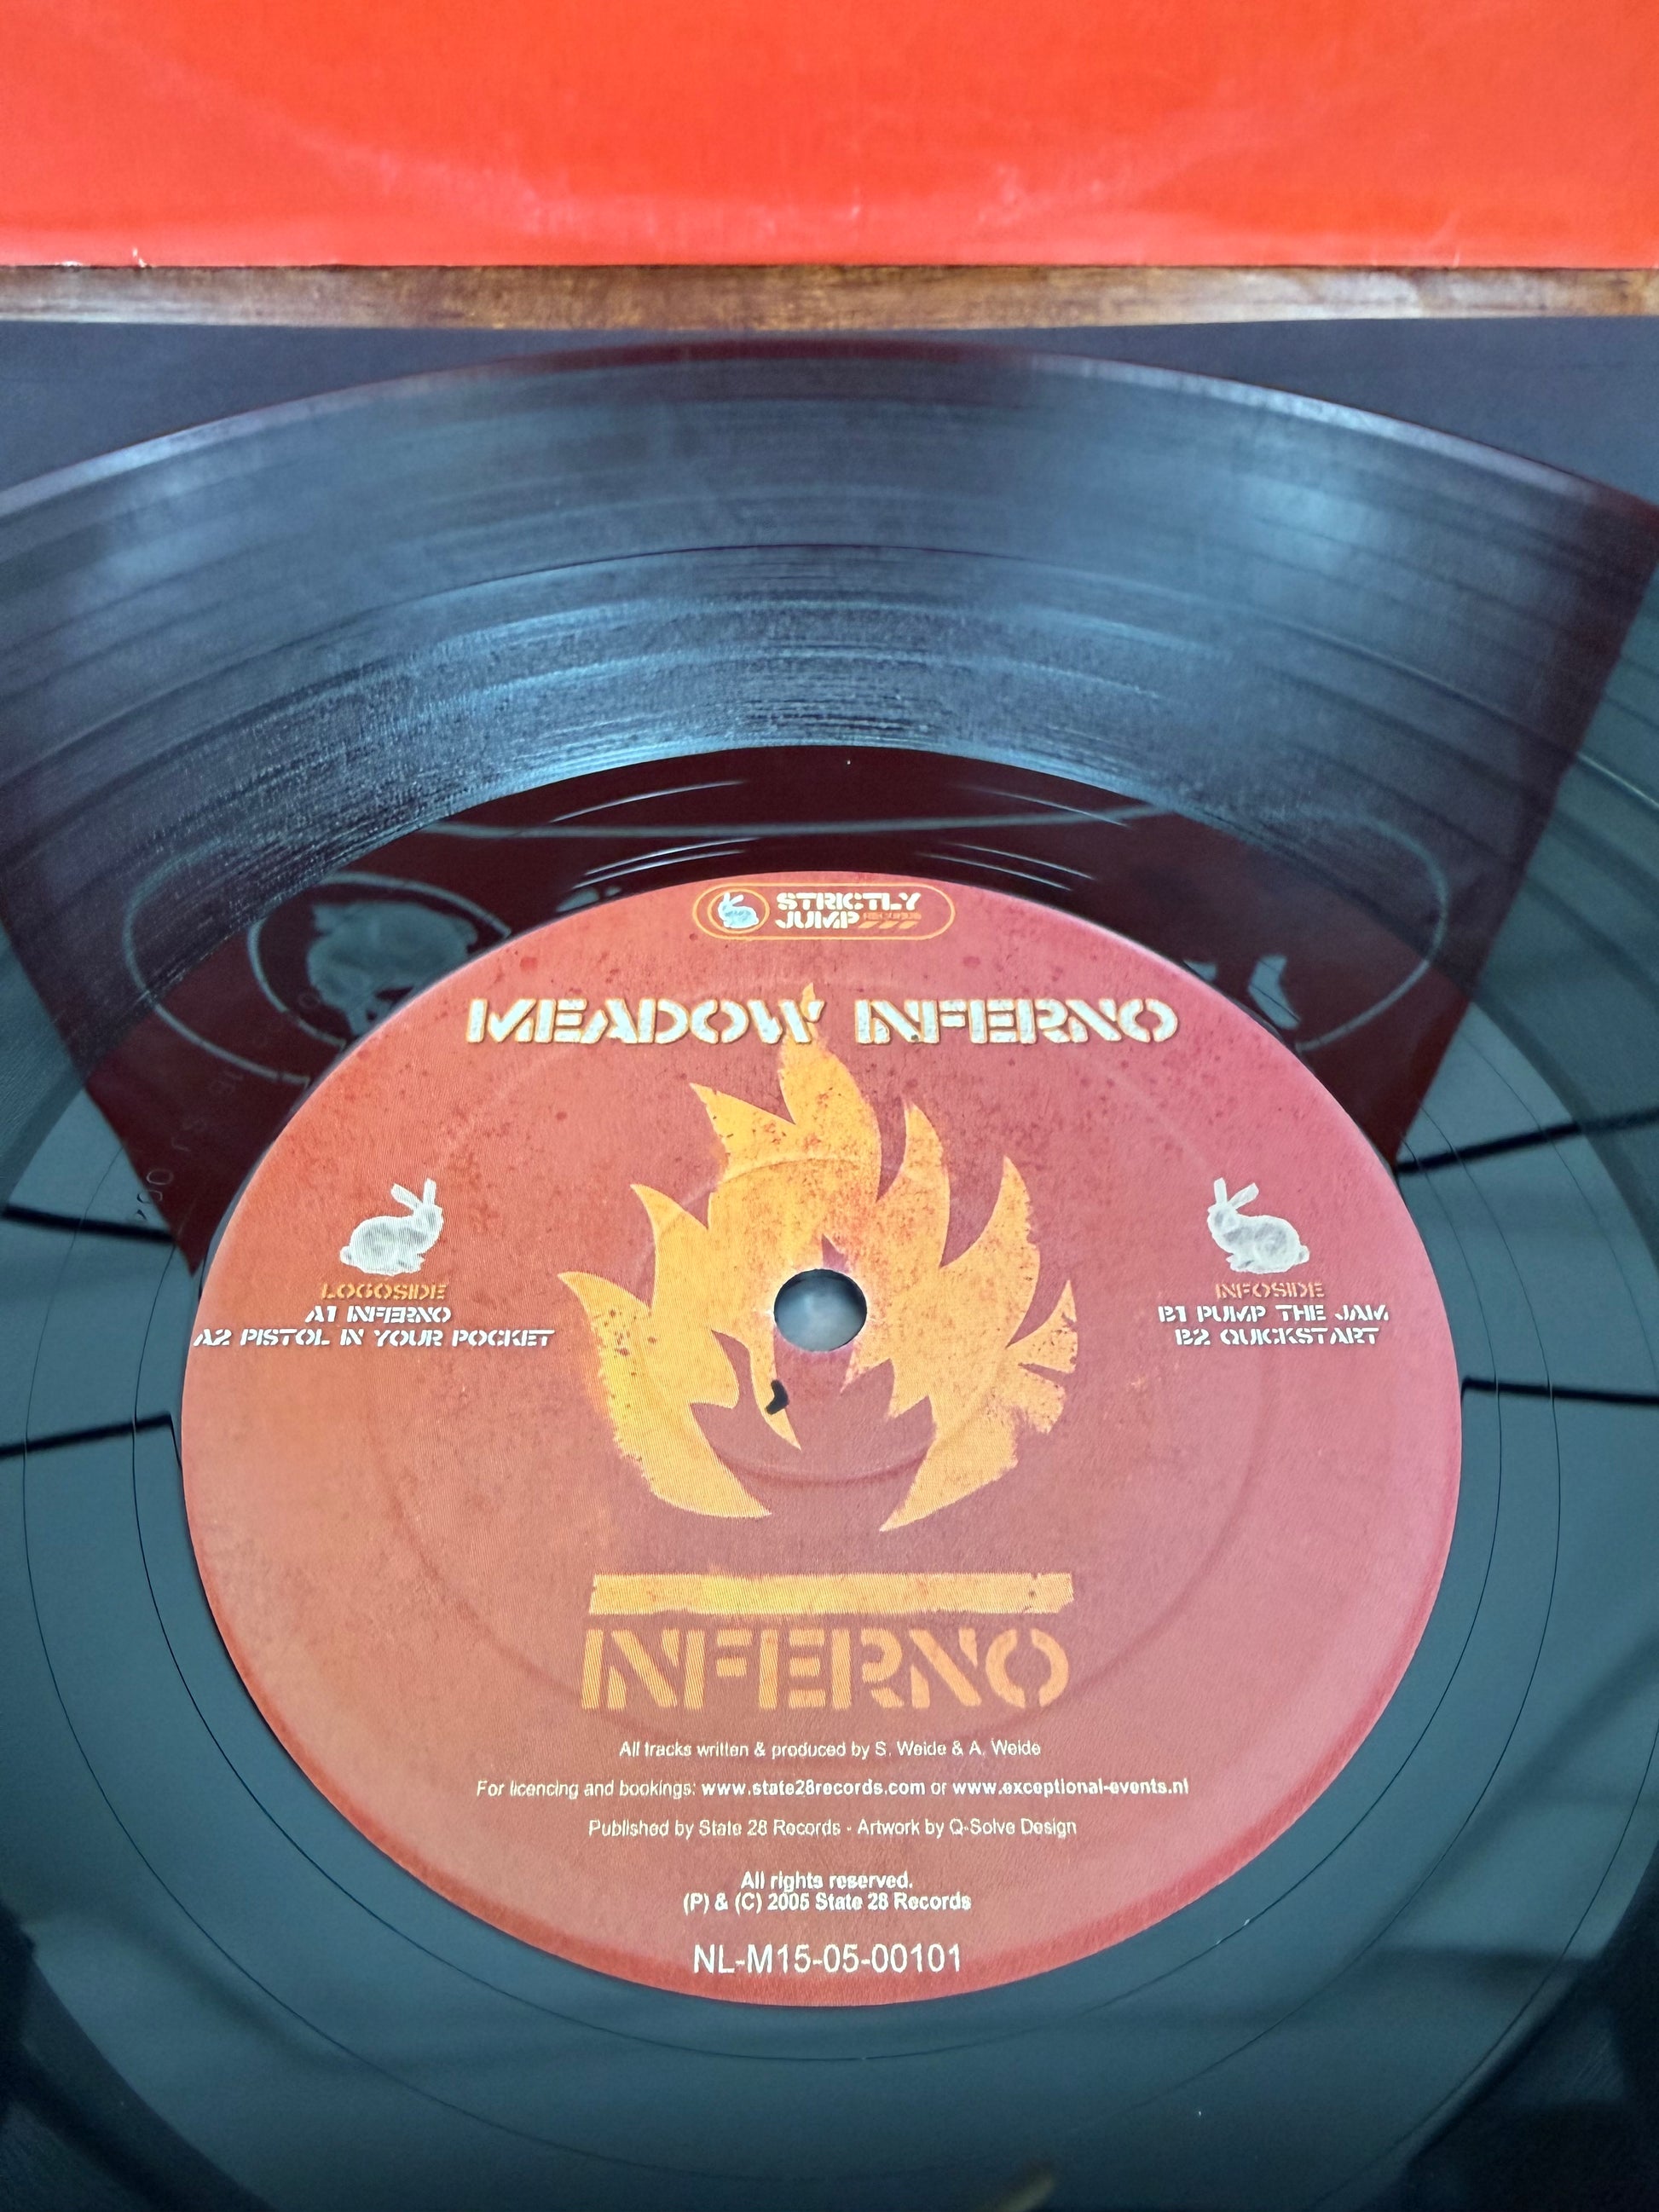 STRICTLY
JUMP RECORDS
MEADOW INFERNO
LOGOSIDE
A1 INFERNO
A2 PISTOL IN YOUR POCKET
INFOSIDE
B1 PUMP THE JAM
B2 QUICKSTART
INFERNO
All tracks written & produced by S. Weide & A. Weide
For licencing and bookings: www.state28records.com or www.exceptional-events.nl
Published by State 28 Records - Artwork by Q-Solve Design
All rights reserved.
(P) & (C) 2005 State 28 Records
NL-M15-05-00101